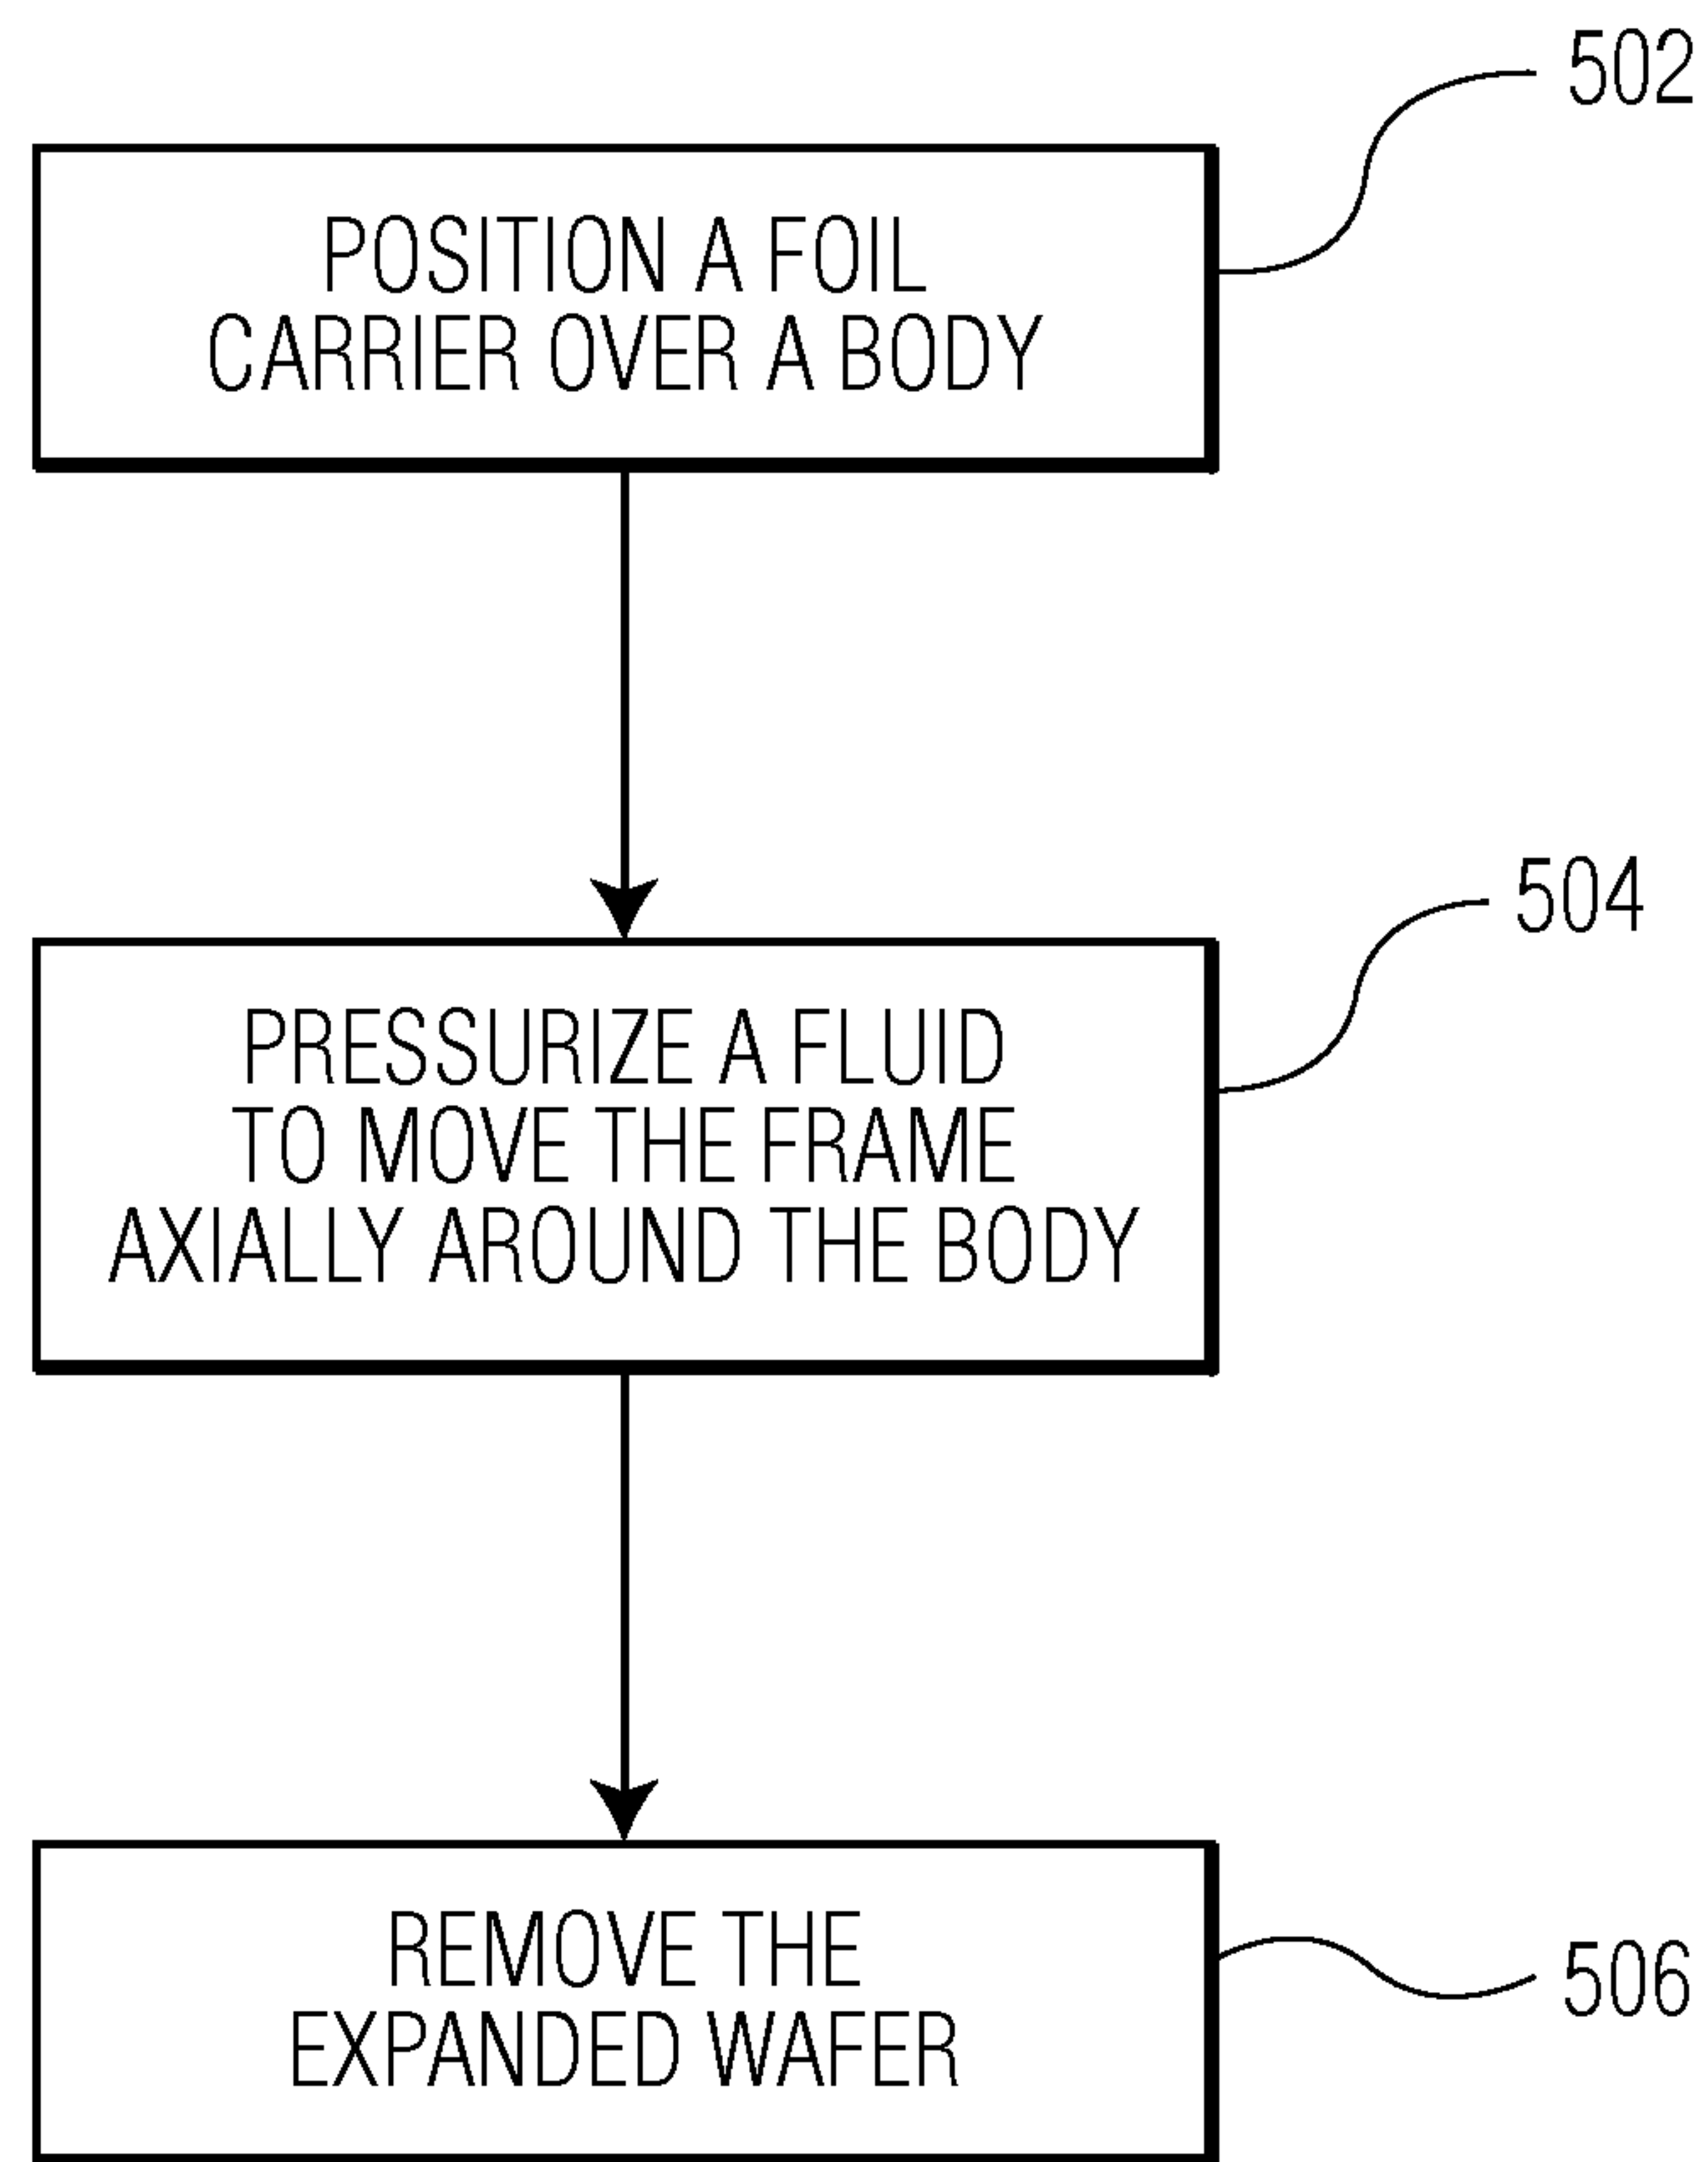 502
POSITION A FOIL
CARRIER OVER A BODY
504
PRESSURIZE A FLUID
TO MOVE THE FRAME
AXIALLY AROUND THE BODY
REMOVE THE
EXPANDED WAFER
506